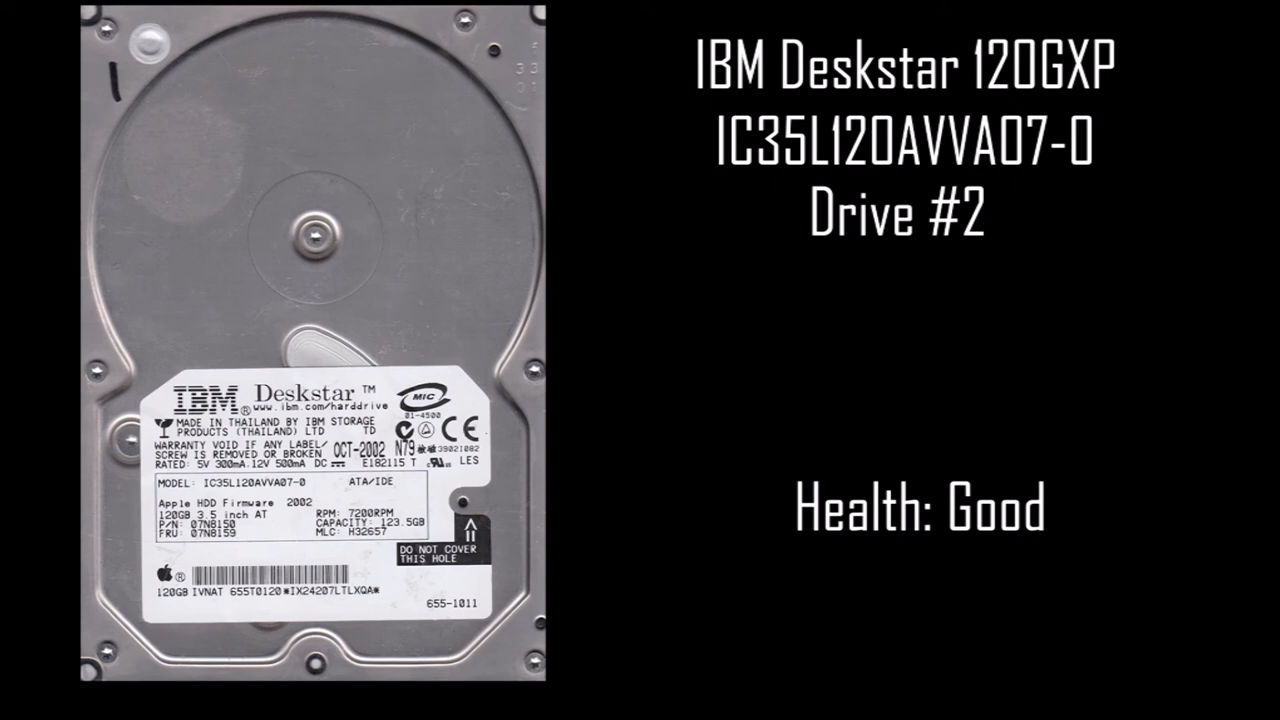 IBM Deskstar 120GXP
IC35L120AVVA07-0
Drive #2
Health: Good
IBM® Deskstar™
www.ibm.com/harddrive
MIC
01-4500
MADE IN THAILAND BY IBM STORAGE
PRODUCTS (THAILAND) LTD TD
WARRANTY VOID IF ANY LABEL/
SCREW IS REMOVED OR BROKEN
OCT-2002 N79 39021082
RATED: 5V 300mA.12V 500mA DC E182115 T LES
MODEL: IC35L120AVVA07-0 ATA/IDE
Apple HDD Firmware 2002
120GB 3.5 inch AT RPM: 7200RPM
P/N: 07N8150 CAPACITY: 123.5GB
FRU: 07N8159 MLC: H32657
DO NOT COVER
THIS HOLE
®
120GB IVNAT 655T0120*IX24207LTLXQA*
655-1011